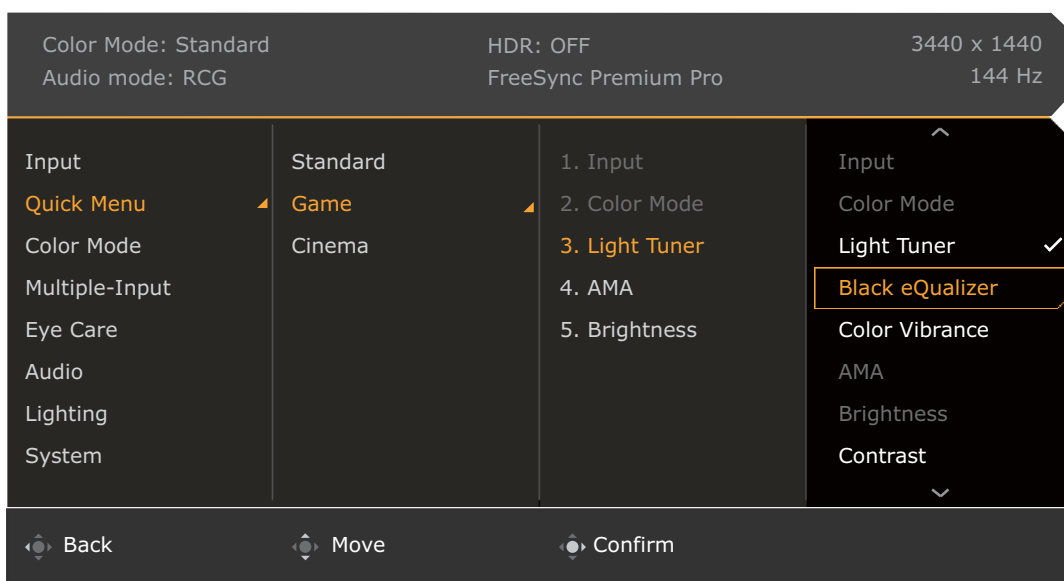 Color Mode: Standard
Audio mode: RCG
HDR: OFF
FreeSync Premium Pro
3440 x 1440
144 Hz
Input
Quick Menu
Color Mode
Multiple-Input
Eye Care
Audio
Lighting
System
Standard
Game
Cinema
1. Input
2. Color Mode
3. Light Tuner
4. AMA
5. Brightness
Input
Color Mode
Light Tuner
Black eQualizer
Color Vibrance
AMA
Brightness
Contrast
Back
Move
Confirm